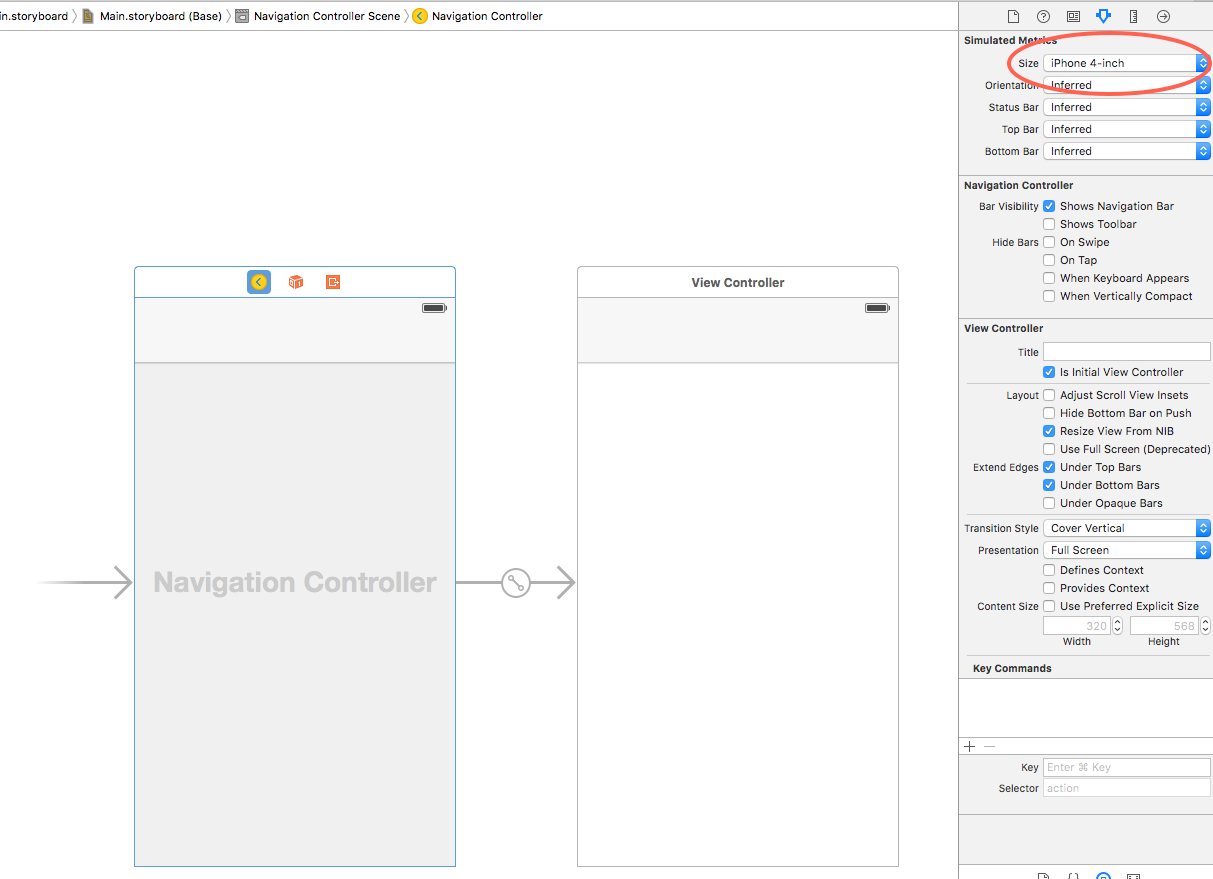 in.storyboard Main.storyboard (Base) Navigation Controller Scene Navigation Controller
Simulated Metrics
Size iPhone 4-inch
Orientation Inferred
Status Bar Inferred
Top Bar Inferred
Bottom Bar Inferred
Navigation Controller
Bar Visibility Shows Navigation Bar
Shows Toolbar
Hide Bars On Swipe
On Tap
When Keyboard Appears
When Vertically Compact
View Controller
Title
Is Initial View Controller
Layout Adjust Scroll View Insets
Hide Bottom Bar on Push
Resize View From NIB
Use Full Screen (Deprecated)
Extend Edges Under Top Bars
Under Bottom Bars
Under Opaque Bars
Transition Style Cover Vertical
Presentation Full Screen
Defines Context
Provides Context
Content Size Use Preferred Explicit Size
320 568
Width Height
Key Commands
Key Enter ⌘ Key
Selector action
View Controller
Navigation Controller